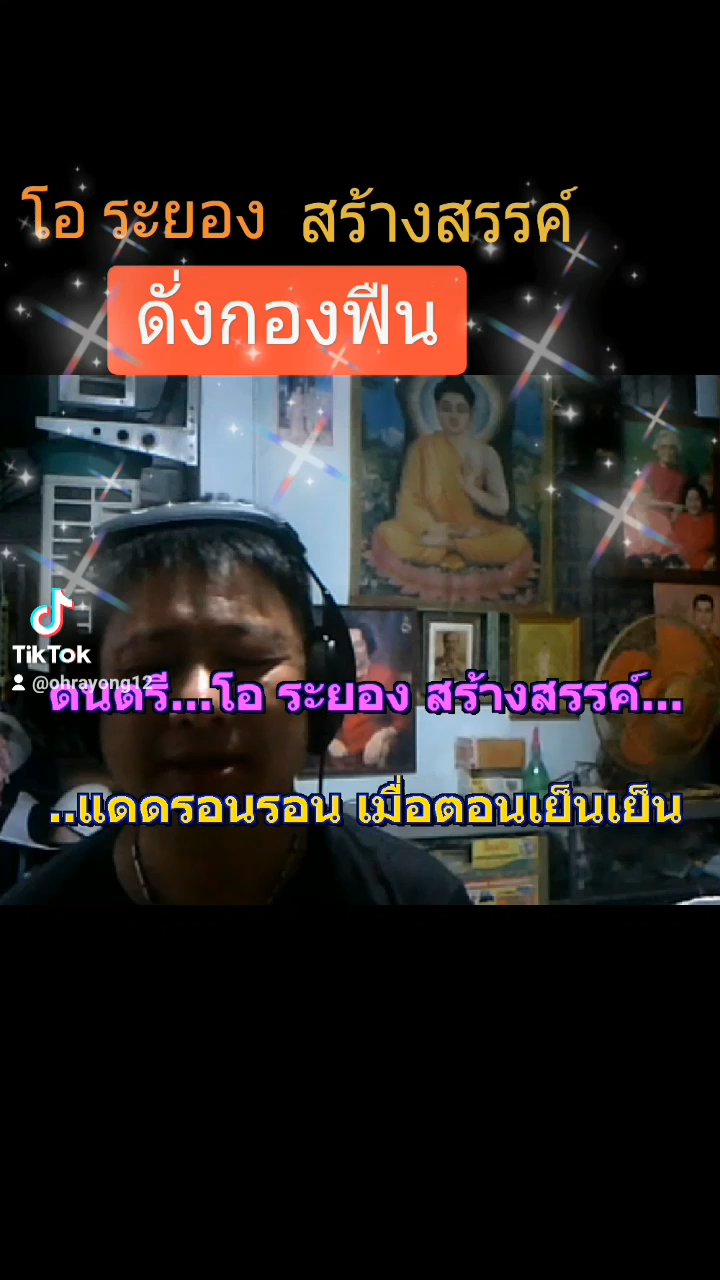 โอ ระยอง สร้างสรรค์
ดั่งกองฟืน
TikTok
@ohrayong12
ดนตรี...โอ ระยอง สร้างสรรค์...
..แดดรอนรอน เมื่อตอนเย็นเย็น